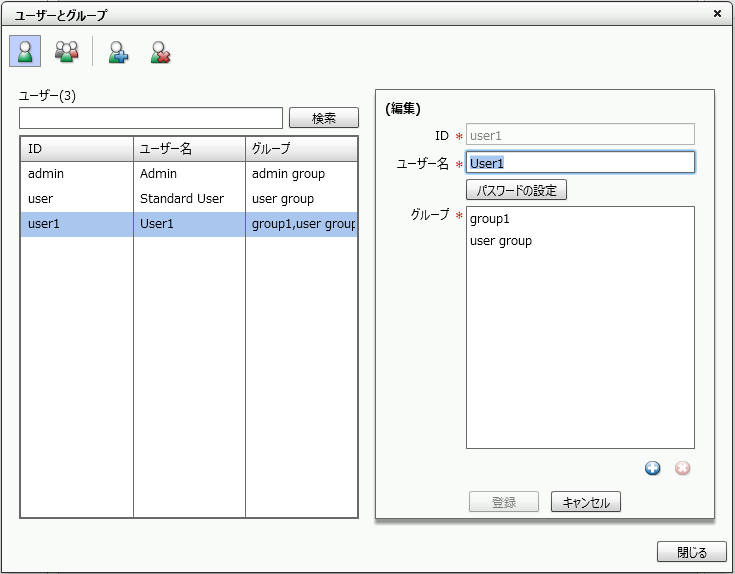 ユーザーとグループ
ユーザー(3)
検索
ID ユーザー名 グループ
admin Admin admin group
user Standard User user group
user1 User1 group1,user group
(編集)
ID * user1
ユーザー名 * User1
パスワードの設定
グループ * group1
user group
登録 キャンセル
閉じる